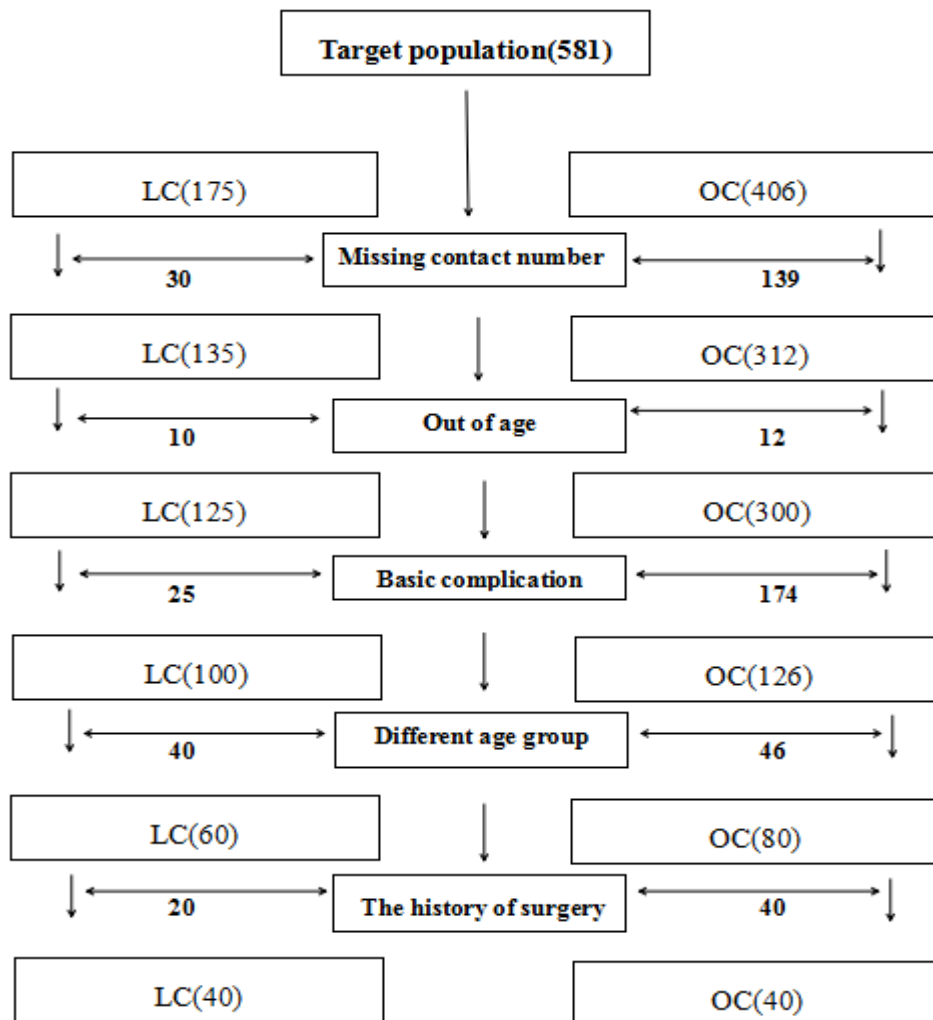 Target population(581)
LC(175)
OC(406)
Missing contact number
30
139
LC(135)
OC(312)
Out of age
10
12
LC(125)
OC(300)
Basic complication
25
174
LC(100)
OC(126)
Different age group
40
46
LC(60)
OC(80)
The history of surgery
20
40
LC(40)
OC(40)